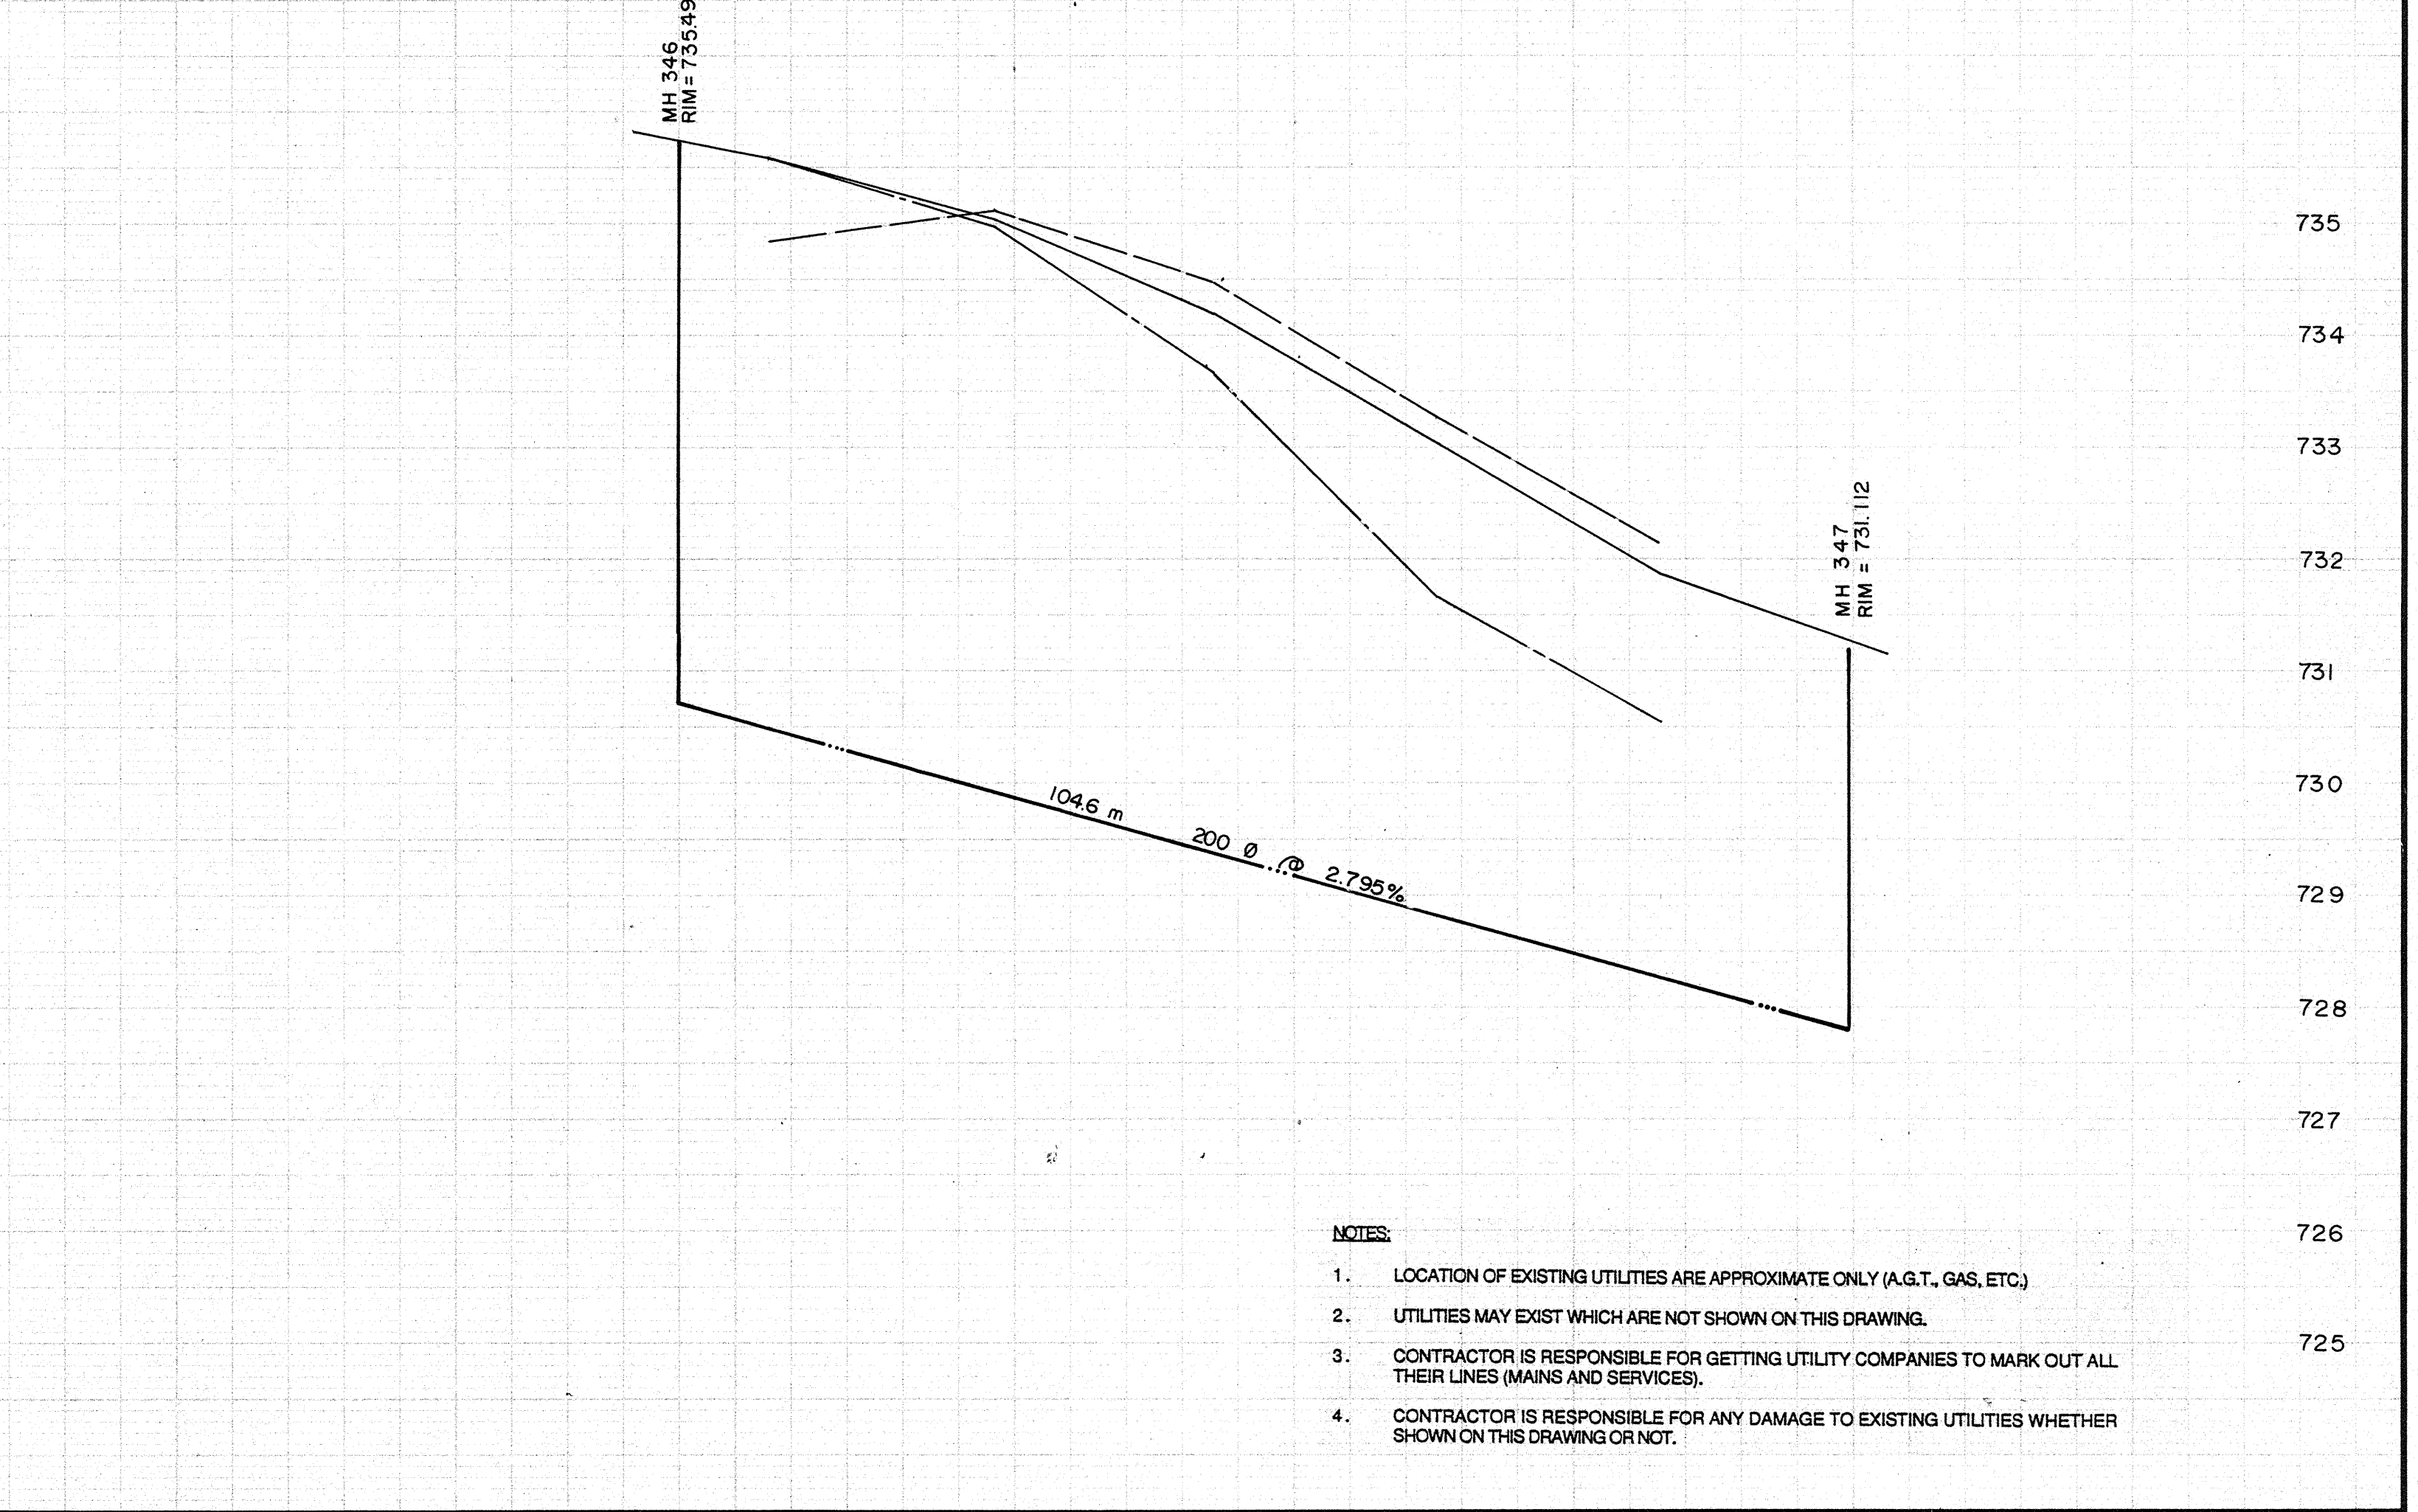 MH 346
RIM = 735.49
735
734
733
MH 347
RIM = 731.112
732
731
730
104.6 m
200 Ø @ 2.795%
729
728
727
726
NOTES:
1. LOCATION OF EXISTING UTILITIES ARE APPROXIMATE ONLY (A.G.T., GAS, ETC.)
2. UTILITIES MAY EXIST WHICH ARE NOT SHOWN ON THIS DRAWING.
725
3. CONTRACTOR IS RESPONSIBLE FOR GETTING UTILITY COMPANIES TO MARK OUT ALL
THEIR LINES (MAINS AND SERVICES).
4. CONTRACTOR IS RESPONSIBLE FOR ANY DAMAGE TO EXISTING UTILITIES WHETHER
SHOWN ON THIS DRAWING OR NOT.